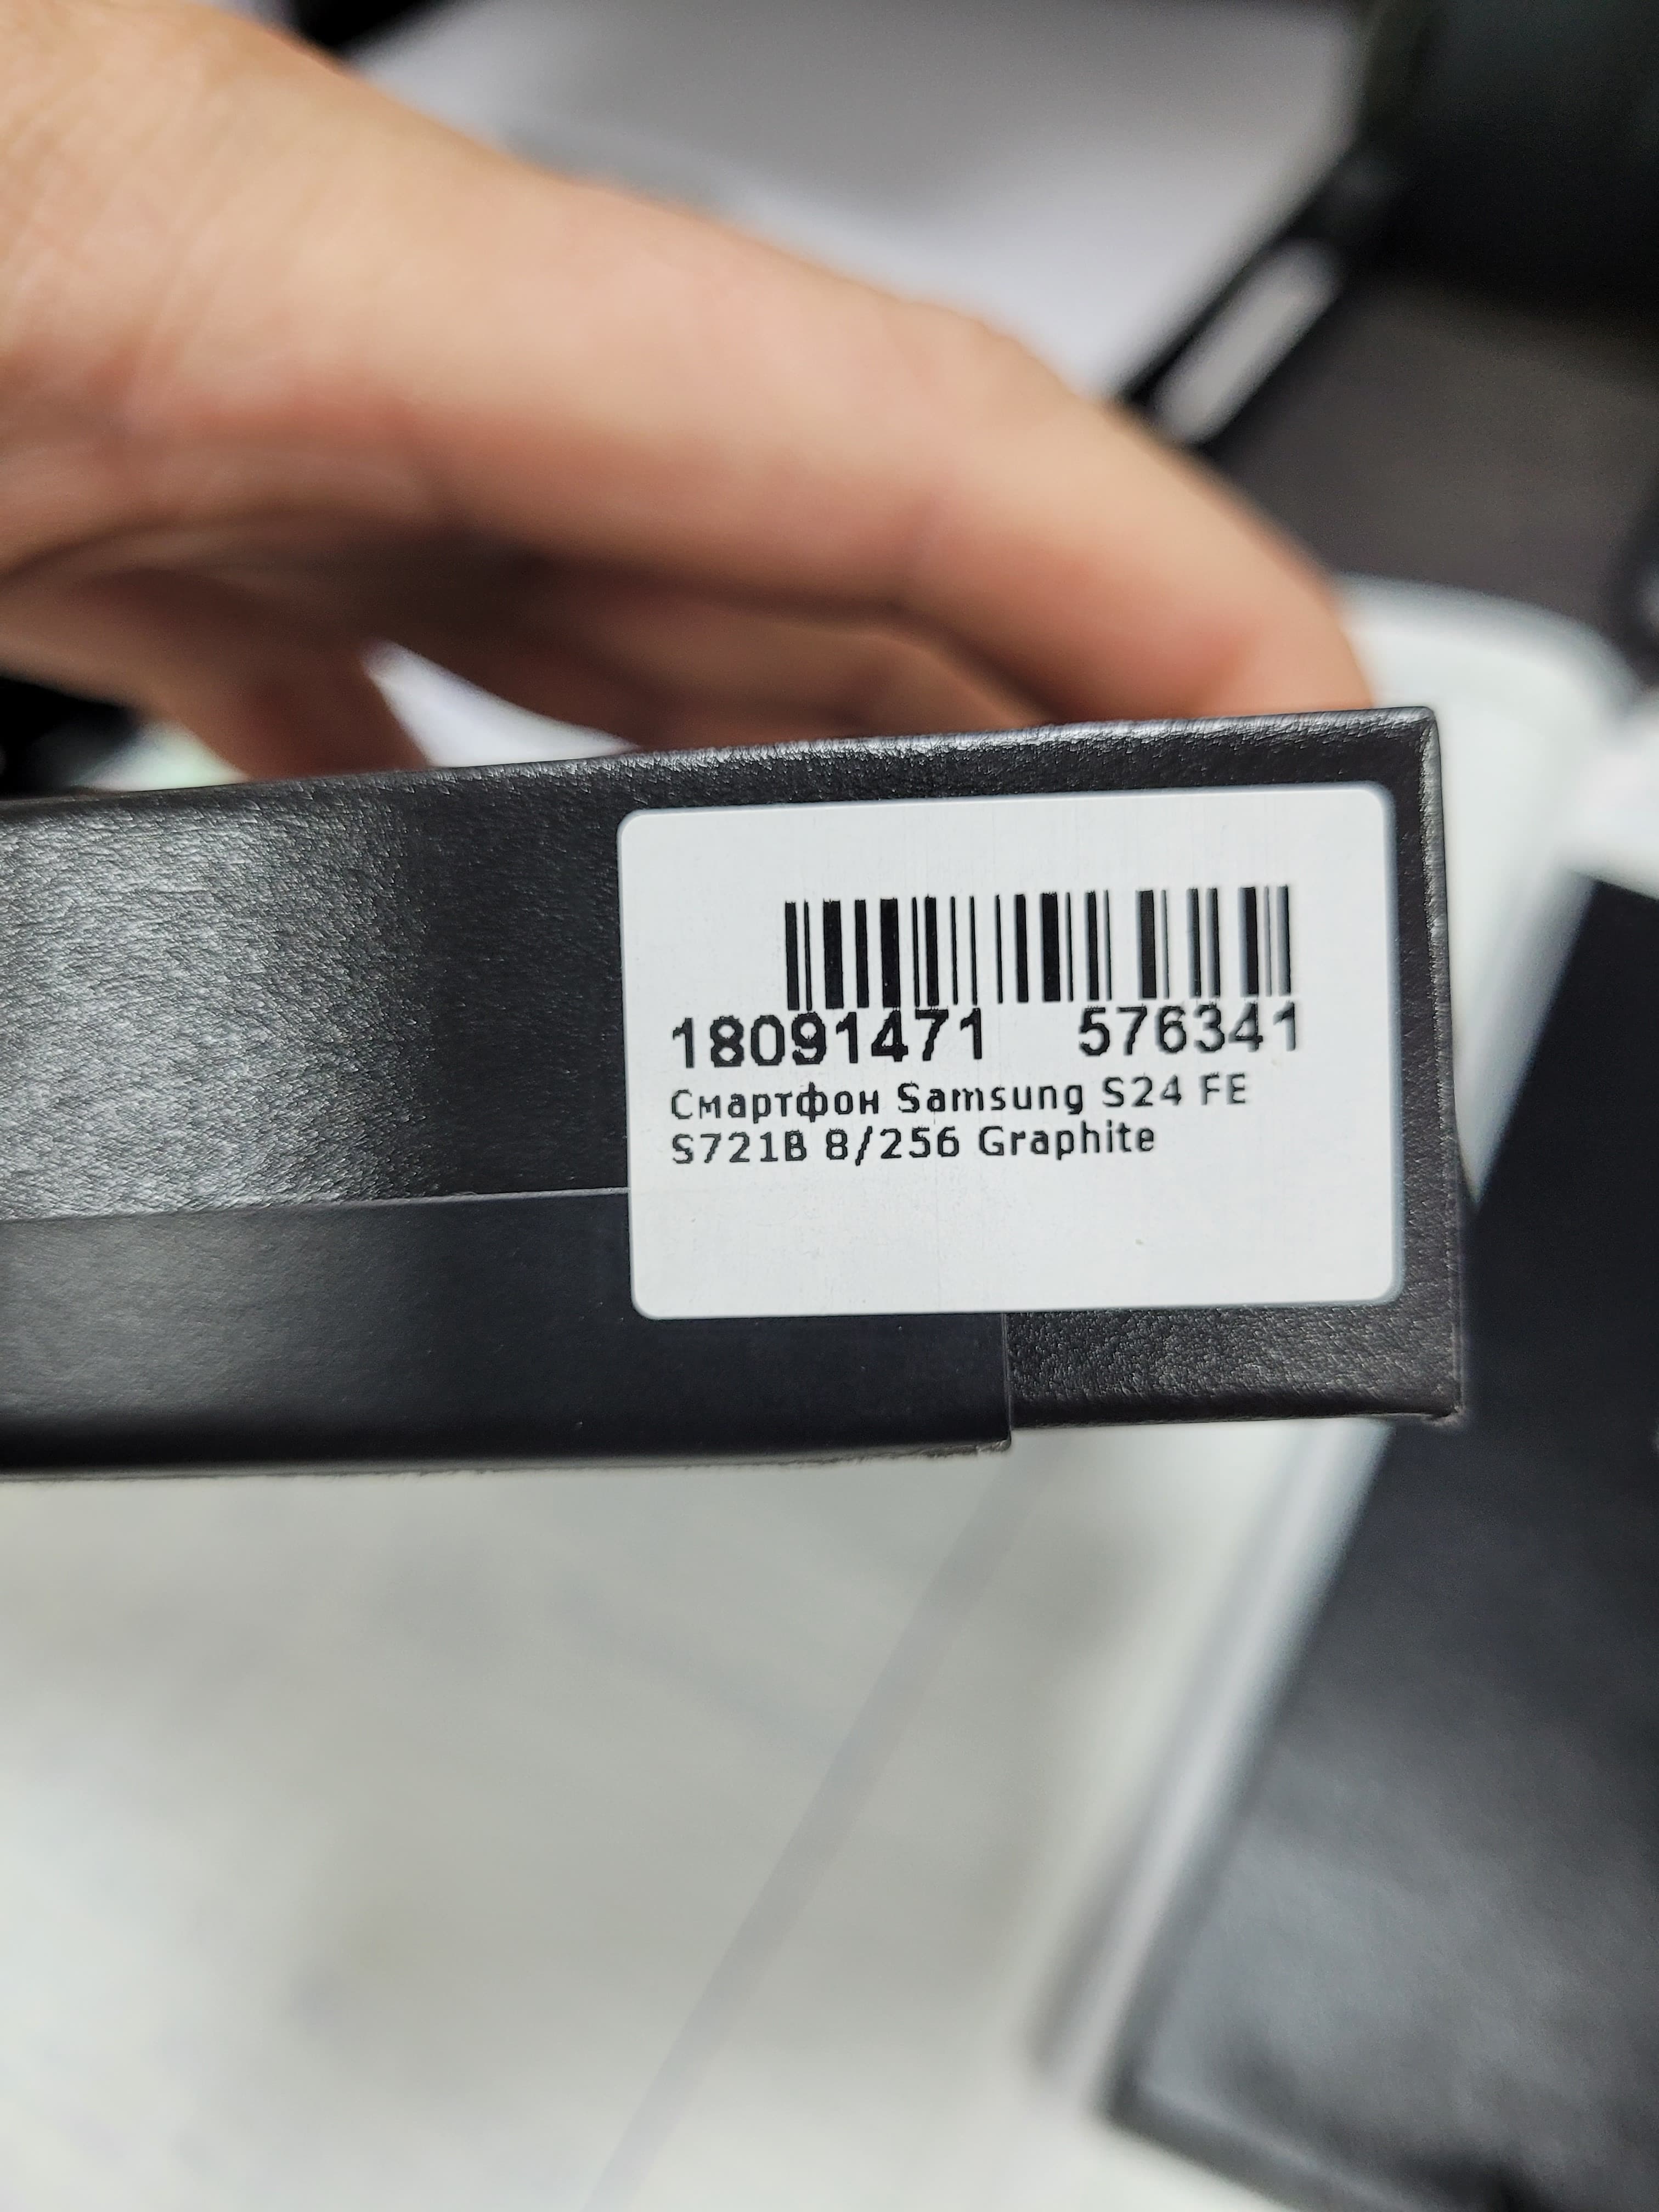 18091471 576341
Смартфон Samsung S24 FE
S721B 8/256 Graphite